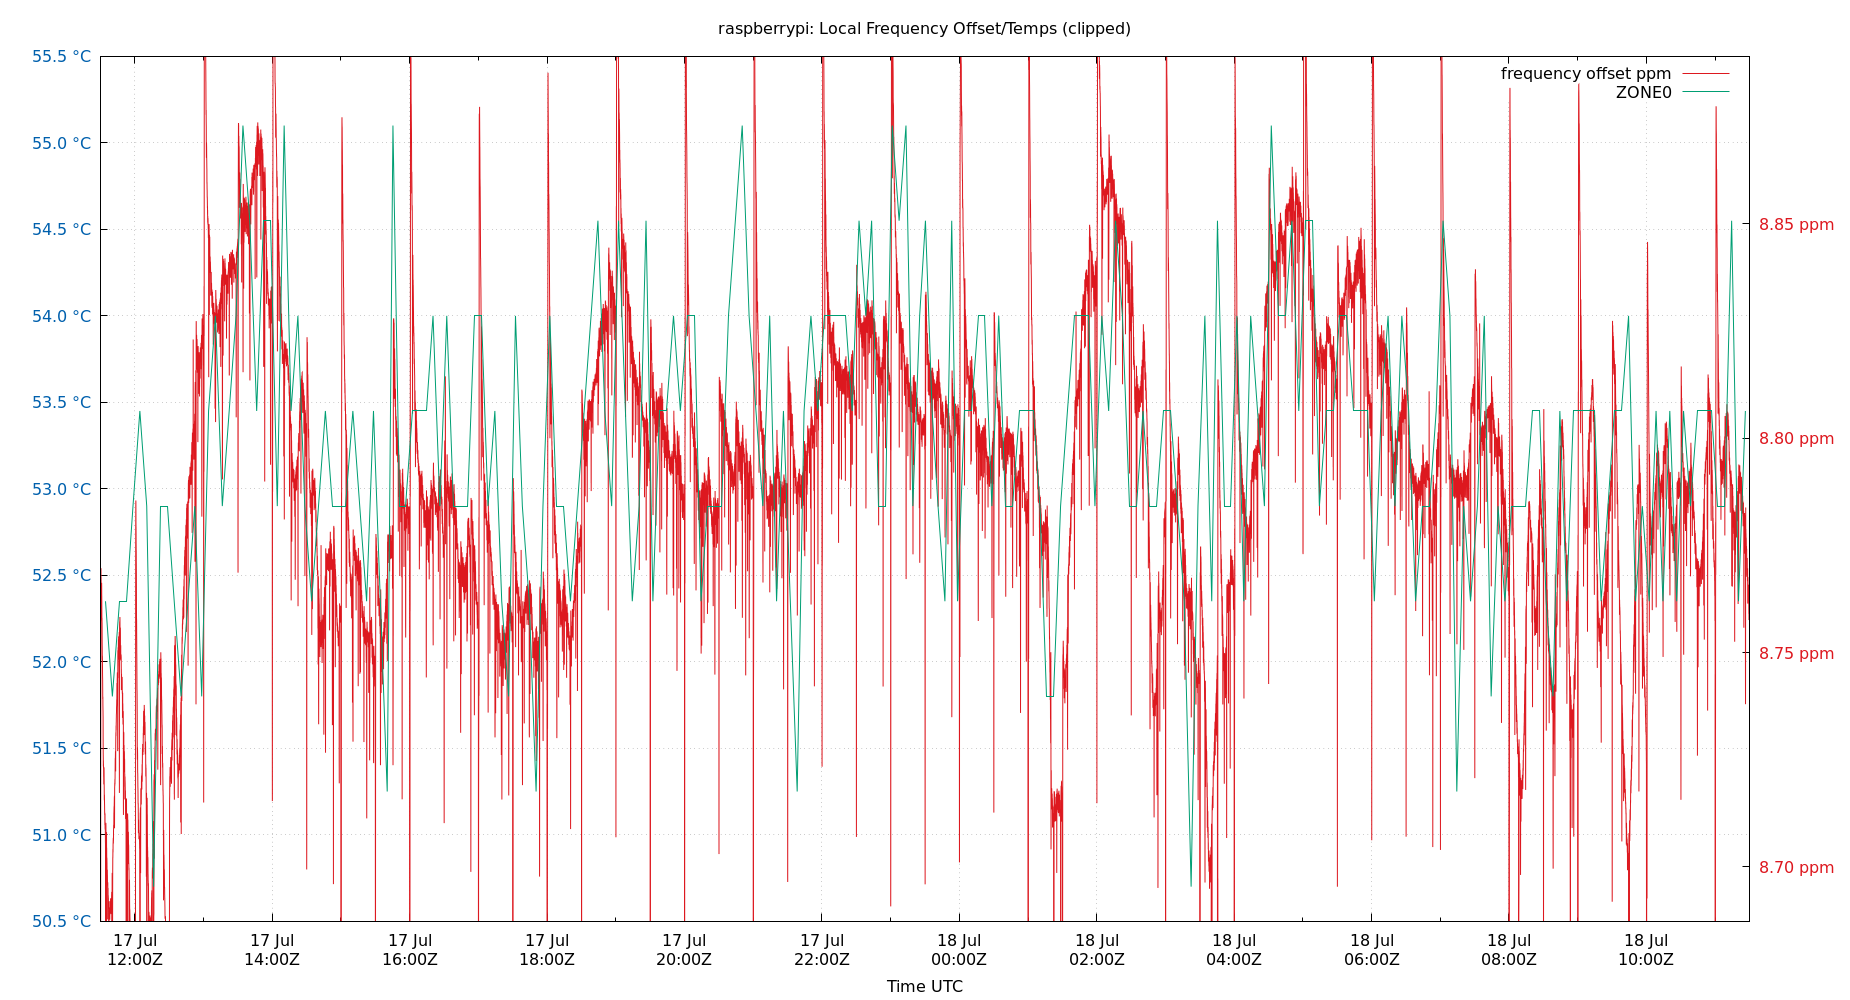 raspberrypi: Local Frequency Offset/Temps (clipped)
frequency offset ppm
ZONE0
55.5 °C
55.0 °C
54.5 °C
54.0 °C
53.5 °C
53.0 °C
52.5 °C
52.0 °C
51.5 °C
51.0 °C
50.5 °C
8.85 ppm
8.80 ppm
8.75 ppm
8.70 ppm
17 Jul 17 Jul 17 Jul 17 Jul 17 Jul 17 Jul 18 Jul 18 Jul 18 Jul 18 Jul 18 Jul 18 Jul
12:00Z 14:00Z 16:00Z 18:00Z 20:00Z 22:00Z 00:00Z 02:00Z 04:00Z 06:00Z 08:00Z 10:00Z
Time UTC